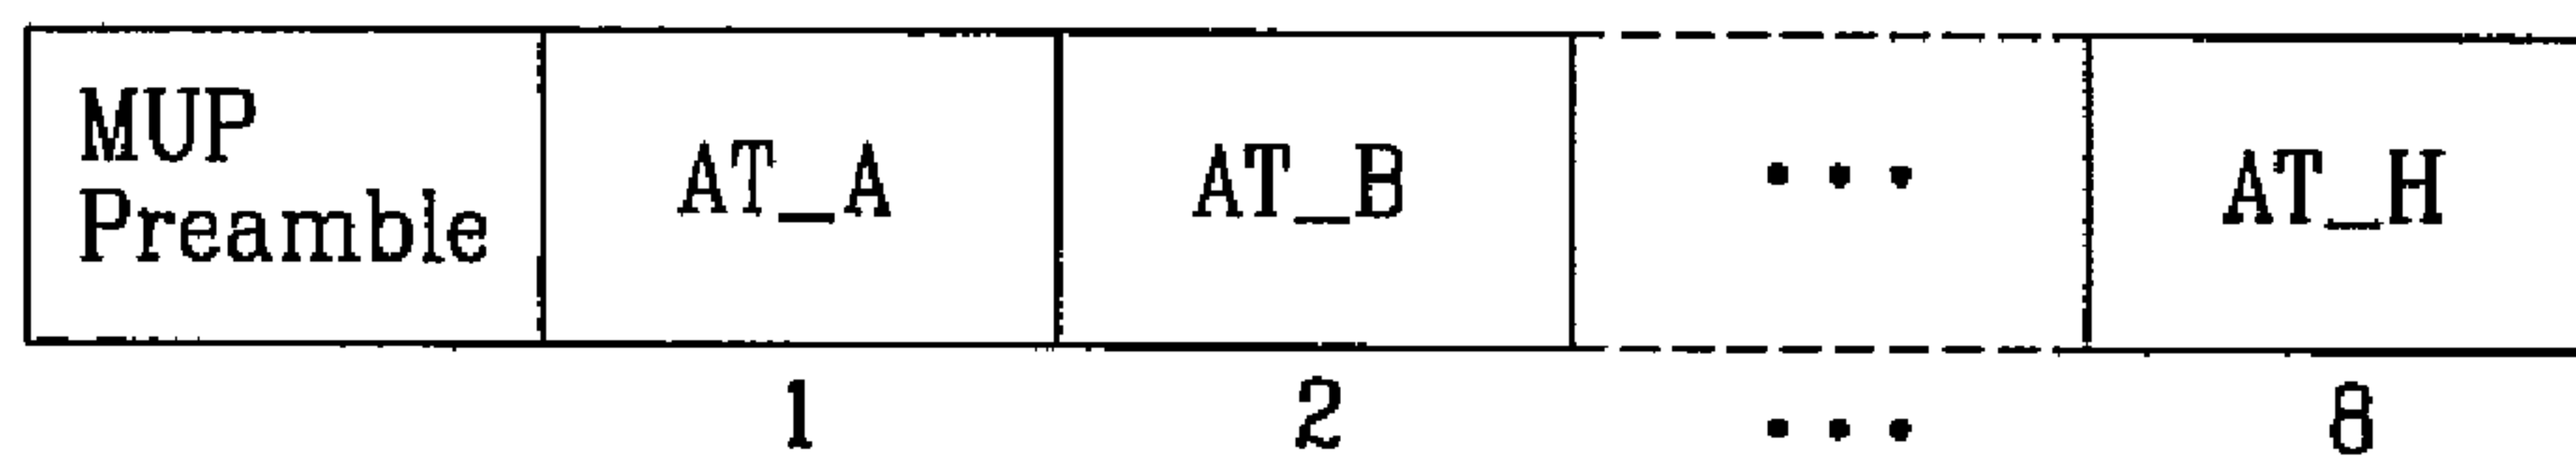 MUP
Preamble
AT_A
AT_B
• • •
AT_H
1
2
• • •
8